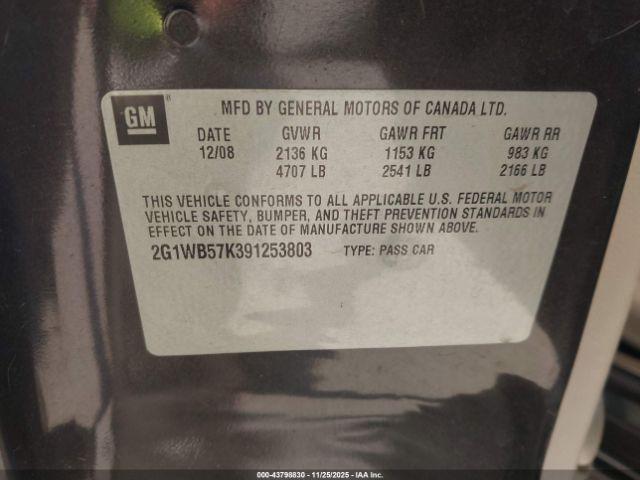 GM ®
MFD BY GENERAL MOTORS OF CANADA LTD.
DATE GVWR GAWR FRT GAWR RR
12/08 2136 KG 1153 KG 983 KG
4707 LB 2541 LB 2166 LB
THIS VEHICLE CONFORMS TO ALL APPLICABLE U.S. FEDERAL MOTOR
VEHICLE SAFETY, BUMPER, AND THEFT PREVENTION STANDARDS IN
EFFECT ON THE DATE OF MANUFACTURE SHOWN ABOVE.
2G1WB57K391253803 TYPE: PASS CAR
000-43798830 - 11/25/2025 - IAA Inc.